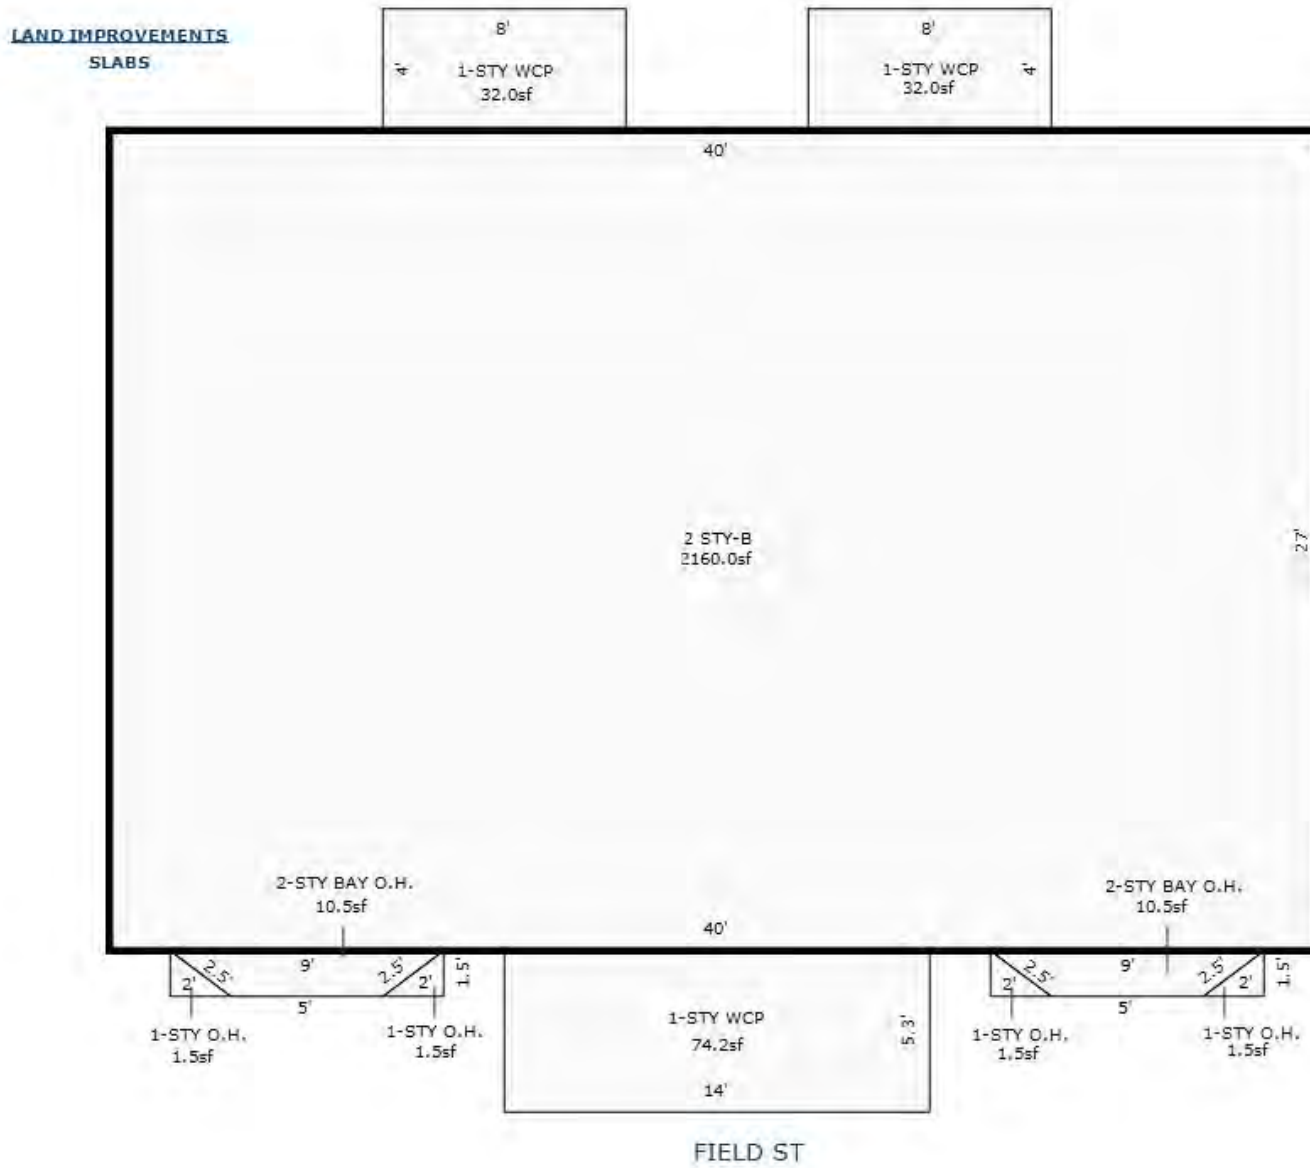 LAND IMPROVEMENTS
SLABS
8'
4'
1-STY WCP
32.0sf
8'
4'
1-STY WCP
32.0sf
40'
2 STY-B
2160.0sf
27'
2-STY BAY O.H.
10.5sf
40'
2-STY BAY O.H.
10.5sf
2.5' 9' 2.5'
2' 2' 1.5'
5'
1-STY O.H.
1.5sf
1-STY O.H.
1.5sf
1-STY WCP
74.2sf
5.3'
14'
2.5' 9' 2.5'
2' 2' 1.5'
5'
1-STY O.H.
1.5sf
1-STY O.H.
1.5sf
FIELD ST